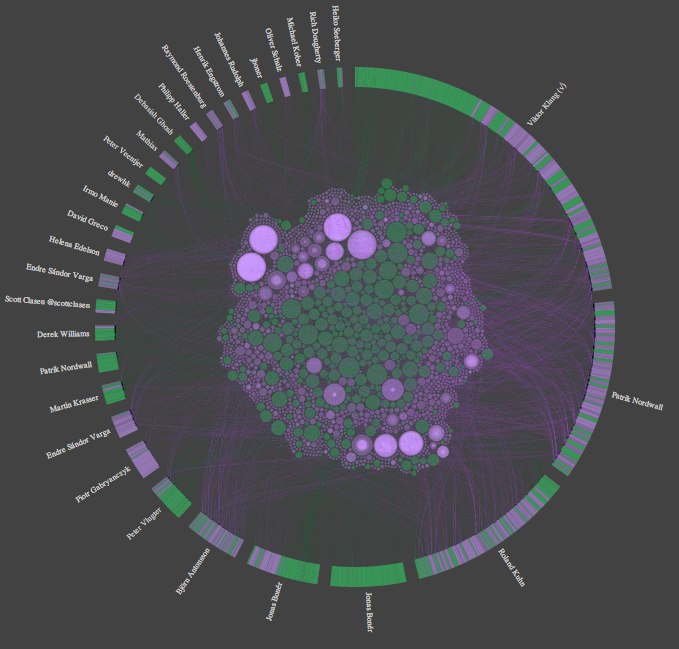 Heiko Seeberger
Viktor Klang (√)
Patrik Nordwall
Roland Kuhn
Jonas Bonér
Jonas Bonér
Björn Antonsson
Peter Vlugter
Piotr Gabryanczyk
Endre Sándor Varga
Martin Krasser
Patrik Nordwall
Derek Williams
Scott Clasen @scottclasen
Endre Sándor Varga
Helena Edelson
David Greco
Irmo Manie
drewhk
Peter Veentjer
Mathias
Debasish Ghosh
Philipp Haller
Raymond Roestenburg
Henrik Engstrom
Johannes Rudolph
jboner
Oliver Schulz
Michael Kober
Rich Dougherty